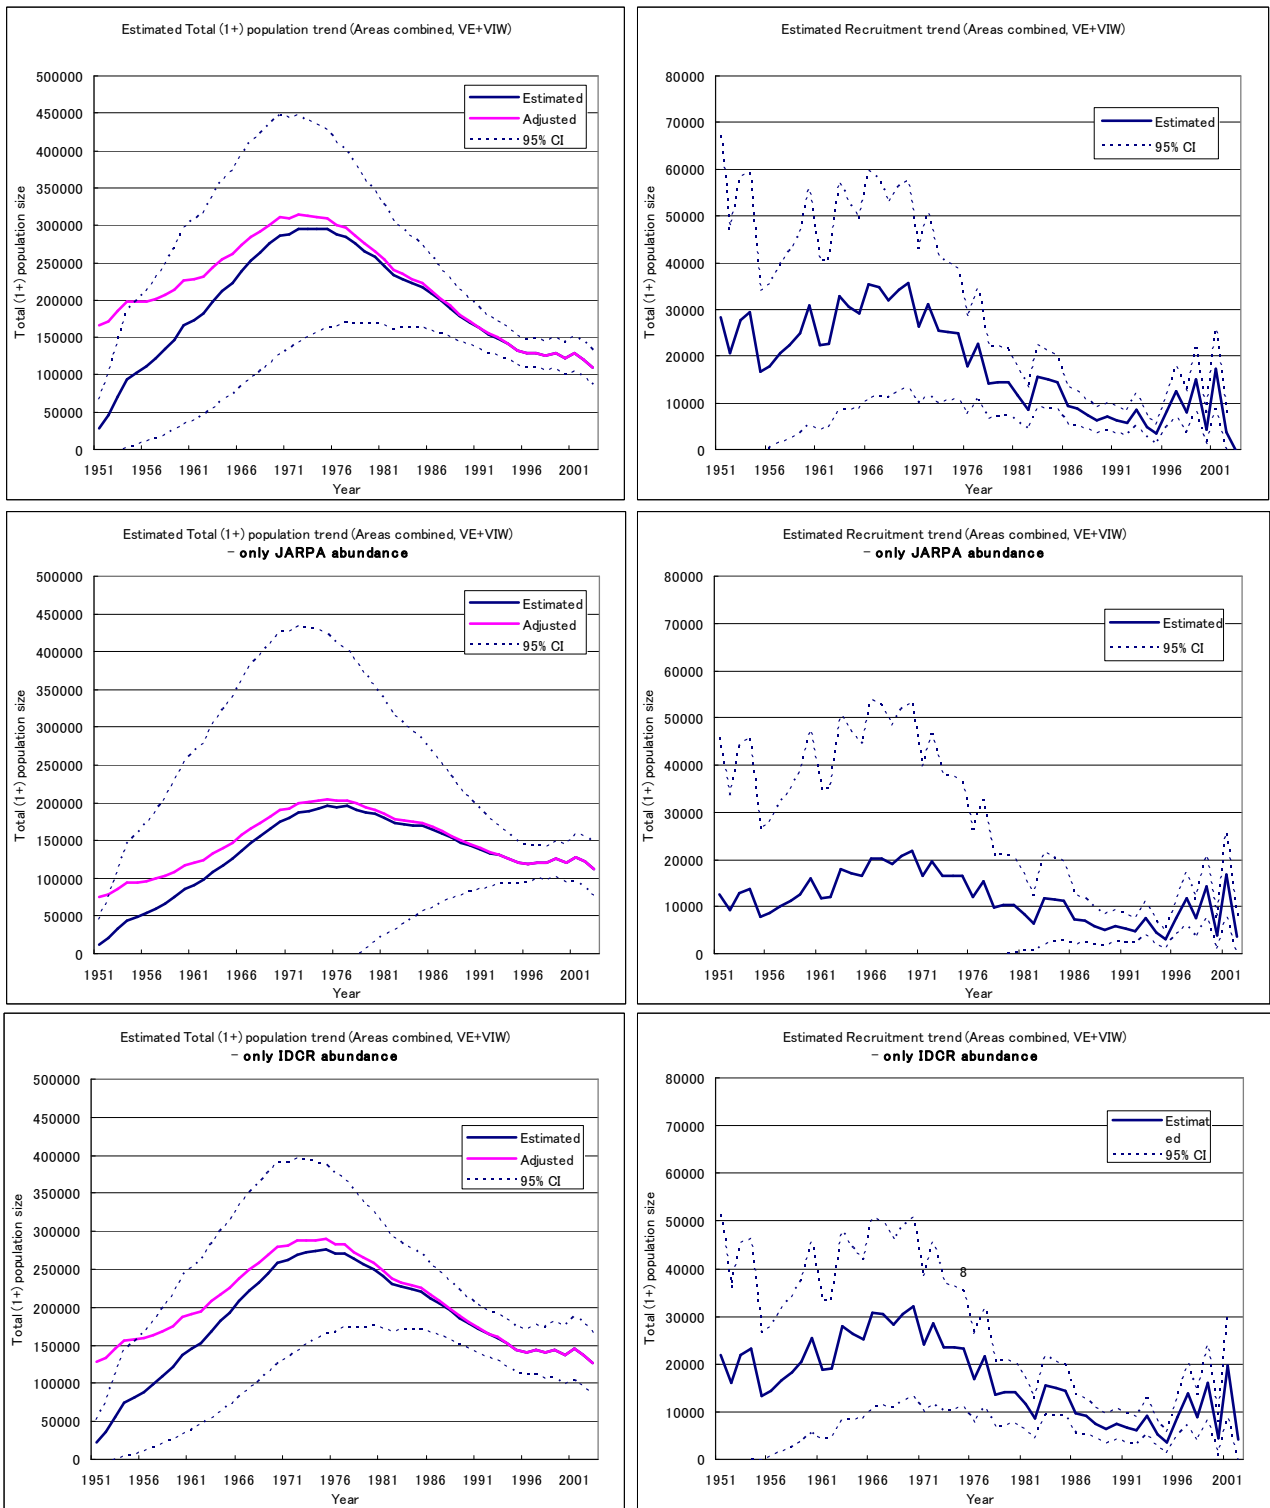 Estimated Total (1+) population trend (Areas combined, VE+VIW)
500000
450000
400000
350000
300000
250000
200000
150000
100000
50000
0
Total (1+) population size
Estimated
Adjusted
95% CI
1951 1956 1961 1966 1971 1976 1981 1986 1991 1996 2001
Year
Estimated Recruitment trend (Areas combined, VE+VIW)
80000
70000
60000
50000
40000
30000
20000
10000
0
Total (1+) population size
Estimated
95% CI
1951 1956 1961 1966 1971 1976 1981 1986 1991 1996 2001
Year
Estimated Total (1+) population trend (Areas combined, VE+VIW)
- only JARPA abundance
500000
450000
400000
350000
300000
250000
200000
150000
100000
50000
0
Total (1+) population size
Estimated
Adjusted
95% CI
1951 1956 1961 1966 1971 1976 1981 1986 1991 1996 2001
Year
Estimated Recruitment trend (Areas combined, VE+VIW)
- only JARPA abundance
80000
70000
60000
50000
40000
30000
20000
10000
0
Total (1+) population size
Estimated
95% CI
1951 1956 1961 1966 1971 1976 1981 1986 1991 1996 2001
Year
Estimated Total (1+) population trend (Areas combined, VE+VIW)
- only IDCR abundance
500000
450000
400000
350000
300000
250000
200000
150000
100000
50000
0
Total (1+) population size
Estimated
Adjusted
95% CI
1951 1956 1961 1966 1971 1976 1981 1986 1991 1996 2001
Year
Estimated Recruitment trend (Areas combined, VE+VIW)
- only IDCR abundance
80000
70000
60000
50000
40000
30000
20000
10000
0
Total (1+) population size
Estimat
ed
95% CI
8
1951 1956 1961 1966 1971 1976 1981 1986 1991 1996 2001
Year